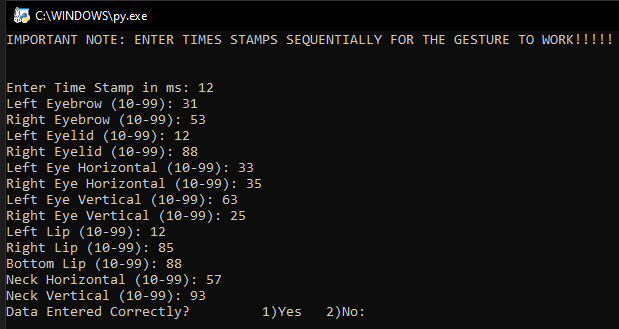 C:\WINDOWS\py.exe
IMPORTANT NOTE: ENTER TIMES STAMPS SEQUENTIALLY FOR THE GESTURE TO WORK!!!!!
Enter Time Stamp in ms: 12
Left Eyebrow (10-99): 31
Right Eyebrow (10-99): 53
Left Eyelid (10-99): 12
Right Eyelid (10-99): 88
Left Eye Horizontal (10-99): 33
Right Eye Horizontal (10-99): 35
Left Eye Vertical (10-99): 63
Right Eye Vertical (10-99): 25
Left Lip (10-99): 12
Right Lip (10-99): 85
Bottom Lip (10-99): 88
Neck Horizontal (10-99): 57
Neck Vertical (10-99): 93
Data Entered Correctly?         1)Yes   2)No: